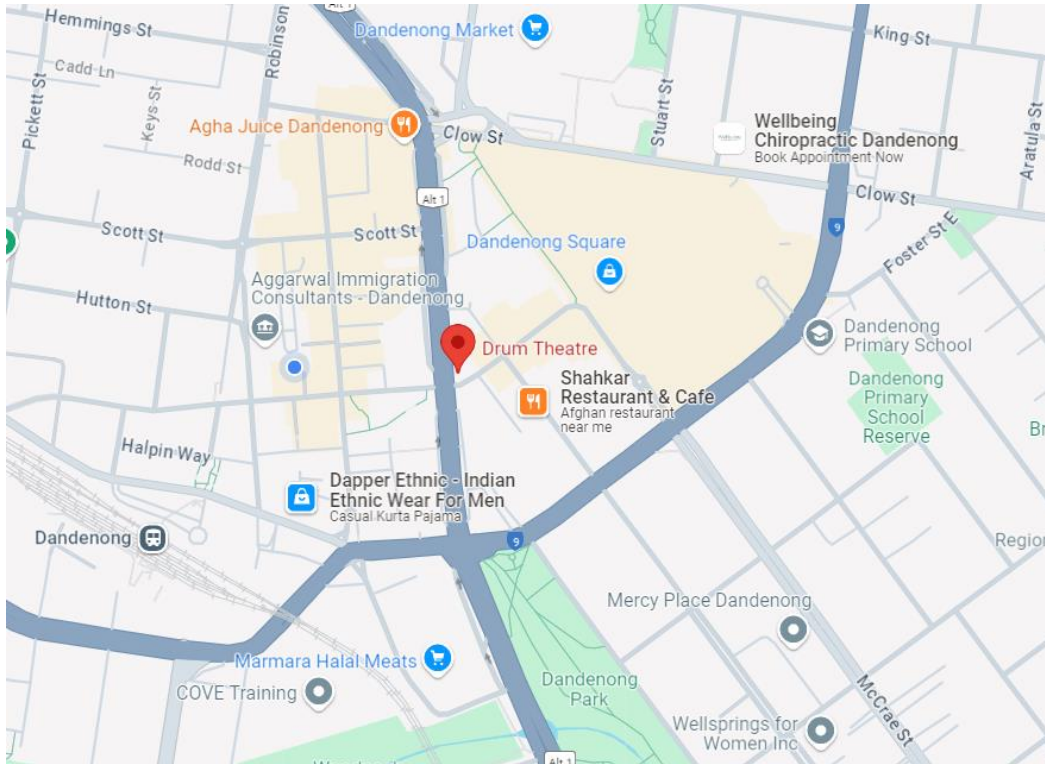 Alt 1
Hemmings St
Dandenong Market
King St
Cadd Ln
Robinson
Pickett St
Keys St
Stuart St
Aratula St
Agha Juice Dandenong
Clow St
Wellbeing
Chiropractic Dandenong
Book Appointment Now
Rodd St
Alt 1
Clow St
Scott St
Scott St
9
Foster St E
Dandenong Square
Aggarwal Immigration
Consultants - Dandenong
Hutton St
Dandenong
Primary School
Drum Theatre
Shahkar
Restaurant & Cafe
Afghan restaurant
near me
Dandenong
Primary
School
Reserve
Halpin Way
Dapper Ethnic - Indian
Ethnic Wear For Men
Casual Kurta Pajama
Dandenong
9
Mercy Place Dandenong
Marmara Halal Meats
COVE Training
Dandenong
Park
McCrae St
Wellsprings for
Women Inc
Alt 1